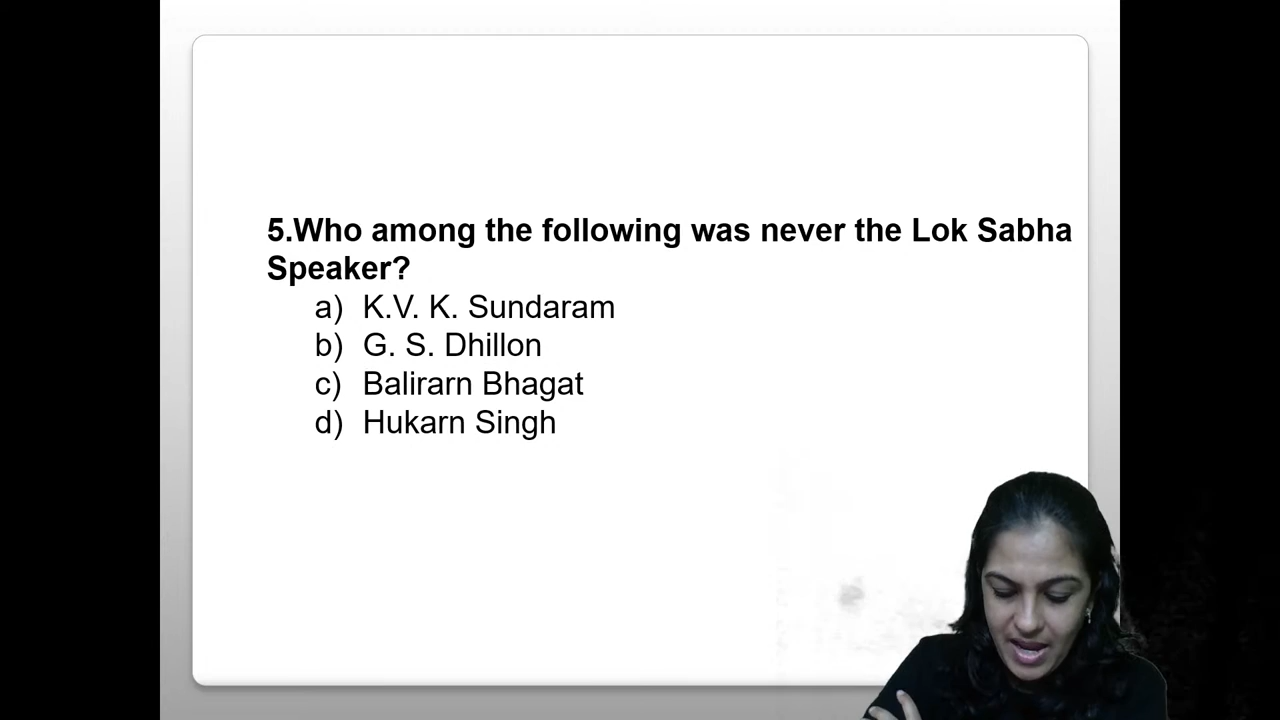 5.Who among the following was never the Lok Sabha
Speaker?
a) K.V. K. Sundaram
b) G. S. Dhillon
c) Balirarn Bhagat
d) Hukarn Singh